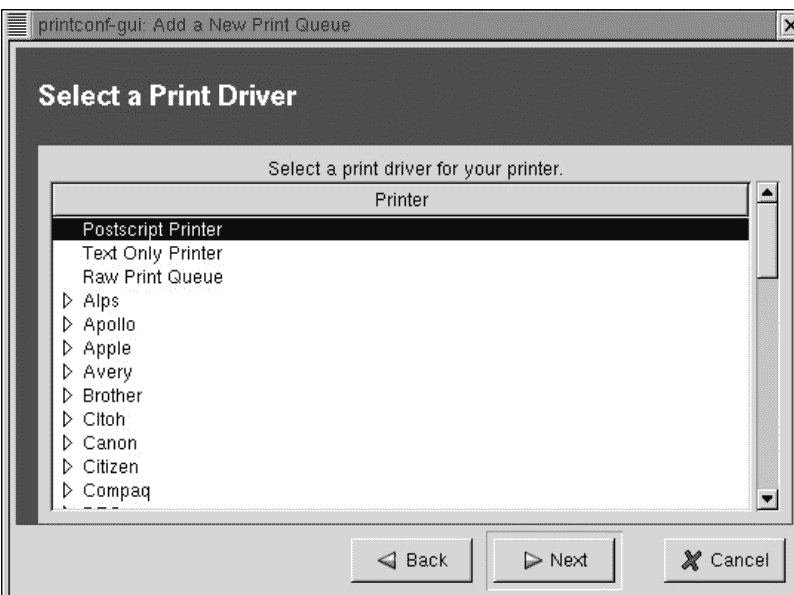 printconf-gui: Add a New Print Queue
Select a Print Driver
Select a print driver for your printer.
Printer
Postscript Printer
Text Only Printer
Raw Print Queue
Alps
Apollo
Apple
Avery
Brother
CItoh
Canon
Citizen
Compaq
Back
Next
Cancel